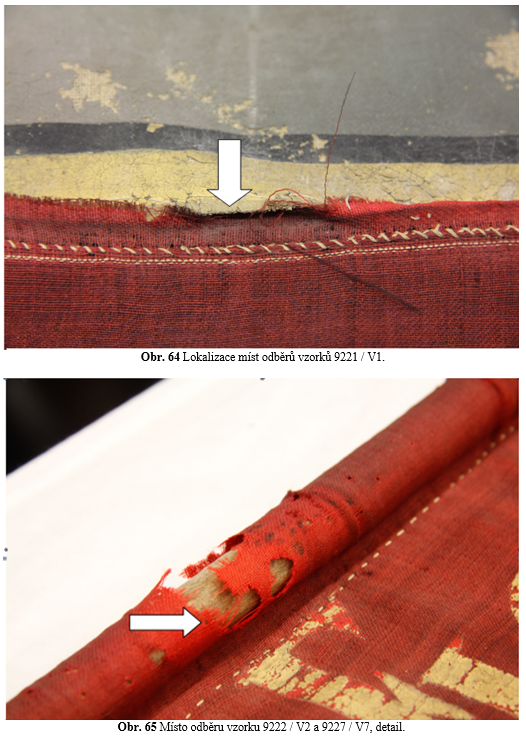 Obr. 64 Lokalizace míst odběrů vzorků 9221 / V1.
Obr. 65 Místo odběru vzorku 9222 / V2 a 9227 / V7, detail.